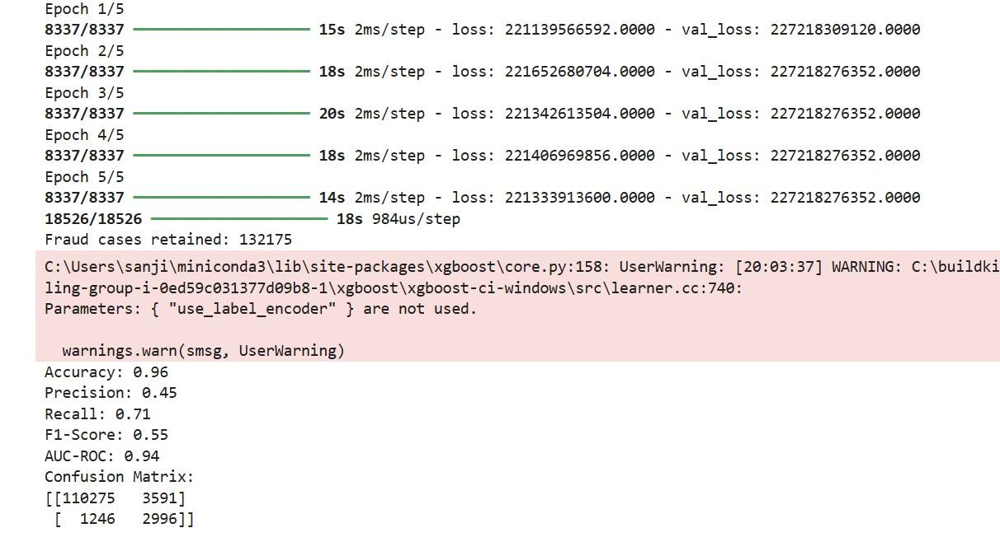 Epoch 1/5
8337/8337 ━━━━━━━━━━━━━━━━━━━━ 15s 2ms/step - loss: 221139566592.0000 - val_loss: 227218309120.0000
Epoch 2/5
8337/8337 ━━━━━━━━━━━━━━━━━━━━ 18s 2ms/step - loss: 221652680704.0000 - val_loss: 227218276352.0000
Epoch 3/5
8337/8337 ━━━━━━━━━━━━━━━━━━━━ 20s 2ms/step - loss: 221342613504.0000 - val_loss: 227218276352.0000
Epoch 4/5
8337/8337 ━━━━━━━━━━━━━━━━━━━━ 18s 2ms/step - loss: 221406969856.0000 - val_loss: 227218276352.0000
Epoch 5/5
8337/8337 ━━━━━━━━━━━━━━━━━━━━ 14s 2ms/step - loss: 221333913600.0000 - val_loss: 227218276352.0000
18526/18526 ━━━━━━━━━━━━━━━━━━━━ 18s 984us/step
Fraud cases retained: 132175
C:\Users\sanji\miniconda3\lib\site-packages\xgboost\core.py:158: UserWarning: [20:03:37] WARNING: C:\buildki
ling-group-i-0ed59c031377d09b8-1\xgboost\xgboost-ci-windows\src\learner.cc:740:
Parameters: { "use_label_encoder" } are not used.
warnings.warn(smsg, UserWarning)
Accuracy: 0.96
Precision: 0.45
Recall: 0.71
F1-Score: 0.55
AUC-ROC: 0.94
Confusion Matrix:
[[110275   3591]
 [  1246   2996]]